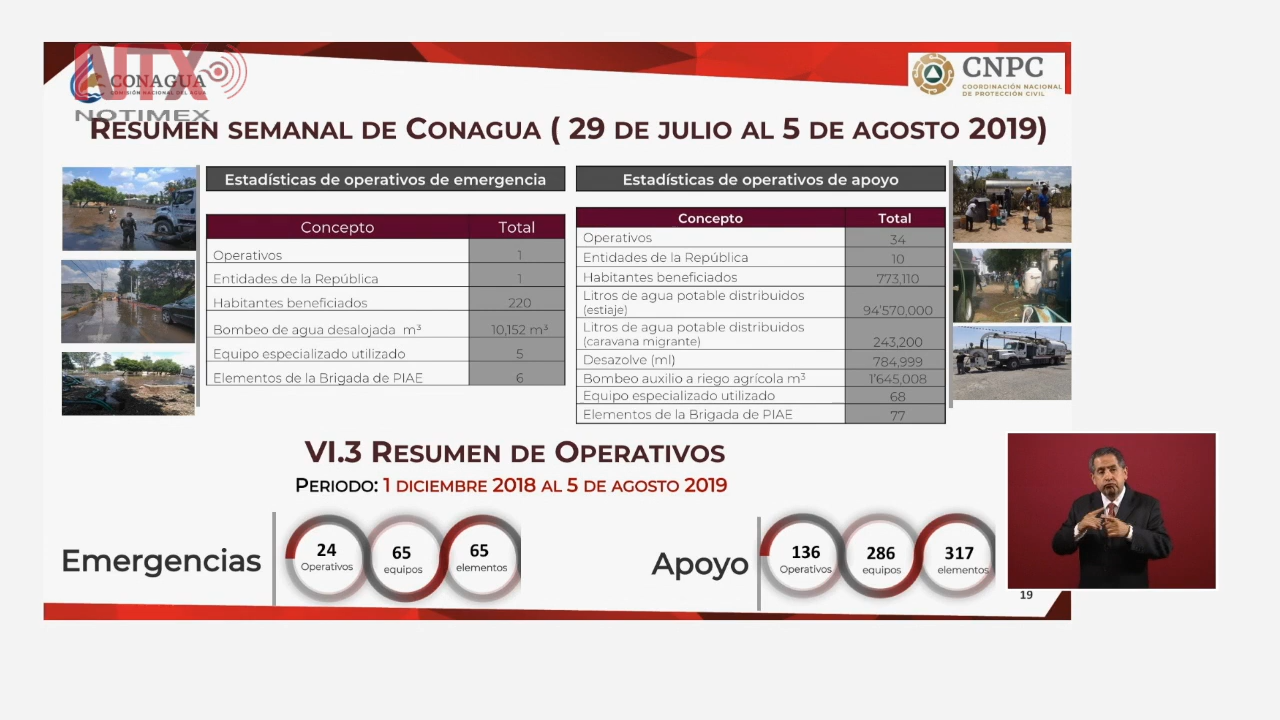 NTX
NOTIMEX
CONAGUA
COMISIÓN NACIONAL DEL AGUA
CNPC
COORDINACIÓN NACIONAL
DE PROTECCIÓN CIVIL
RESUMEN SEMANAL DE CONAGUA ( 29 DE JULIO AL 5 DE AGOSTO 2019)
Estadísticas de operativos de emergencia
Concepto Total
Operativos 1
Entidades de la República 1
Habitantes beneficiados 220
Bombeo de agua desalojada m³ 10,152 m³
Equipo especializado utilizado 5
Elementos de la Brigada de PIAE 6
Estadísticas de operativos de apoyo
Concepto Total
Operativos 34
Entidades de la República 10
Habitantes beneficiados 773,110
Litros de agua potable distribuidos
(estiaje) 94'570,000
Litros de agua potable distribuidos
(caravana migrante) 243,200
Desazolve (ml) 784,999
Bombeo auxilio a riego agrícola m³ 1'645,008
Equipo especializado utilizado 68
Elementos de la Brigada de PIAE 77
VI.3 RESUMEN DE OPERATIVOS
PERIODO: 1 DICIEMBRE 2018 AL 5 DE AGOSTO 2019
Emergencias
24
Operativos
65
equipos
65
elementos
Apoyo
136
Operativos
286
equipos
317
elementos
19